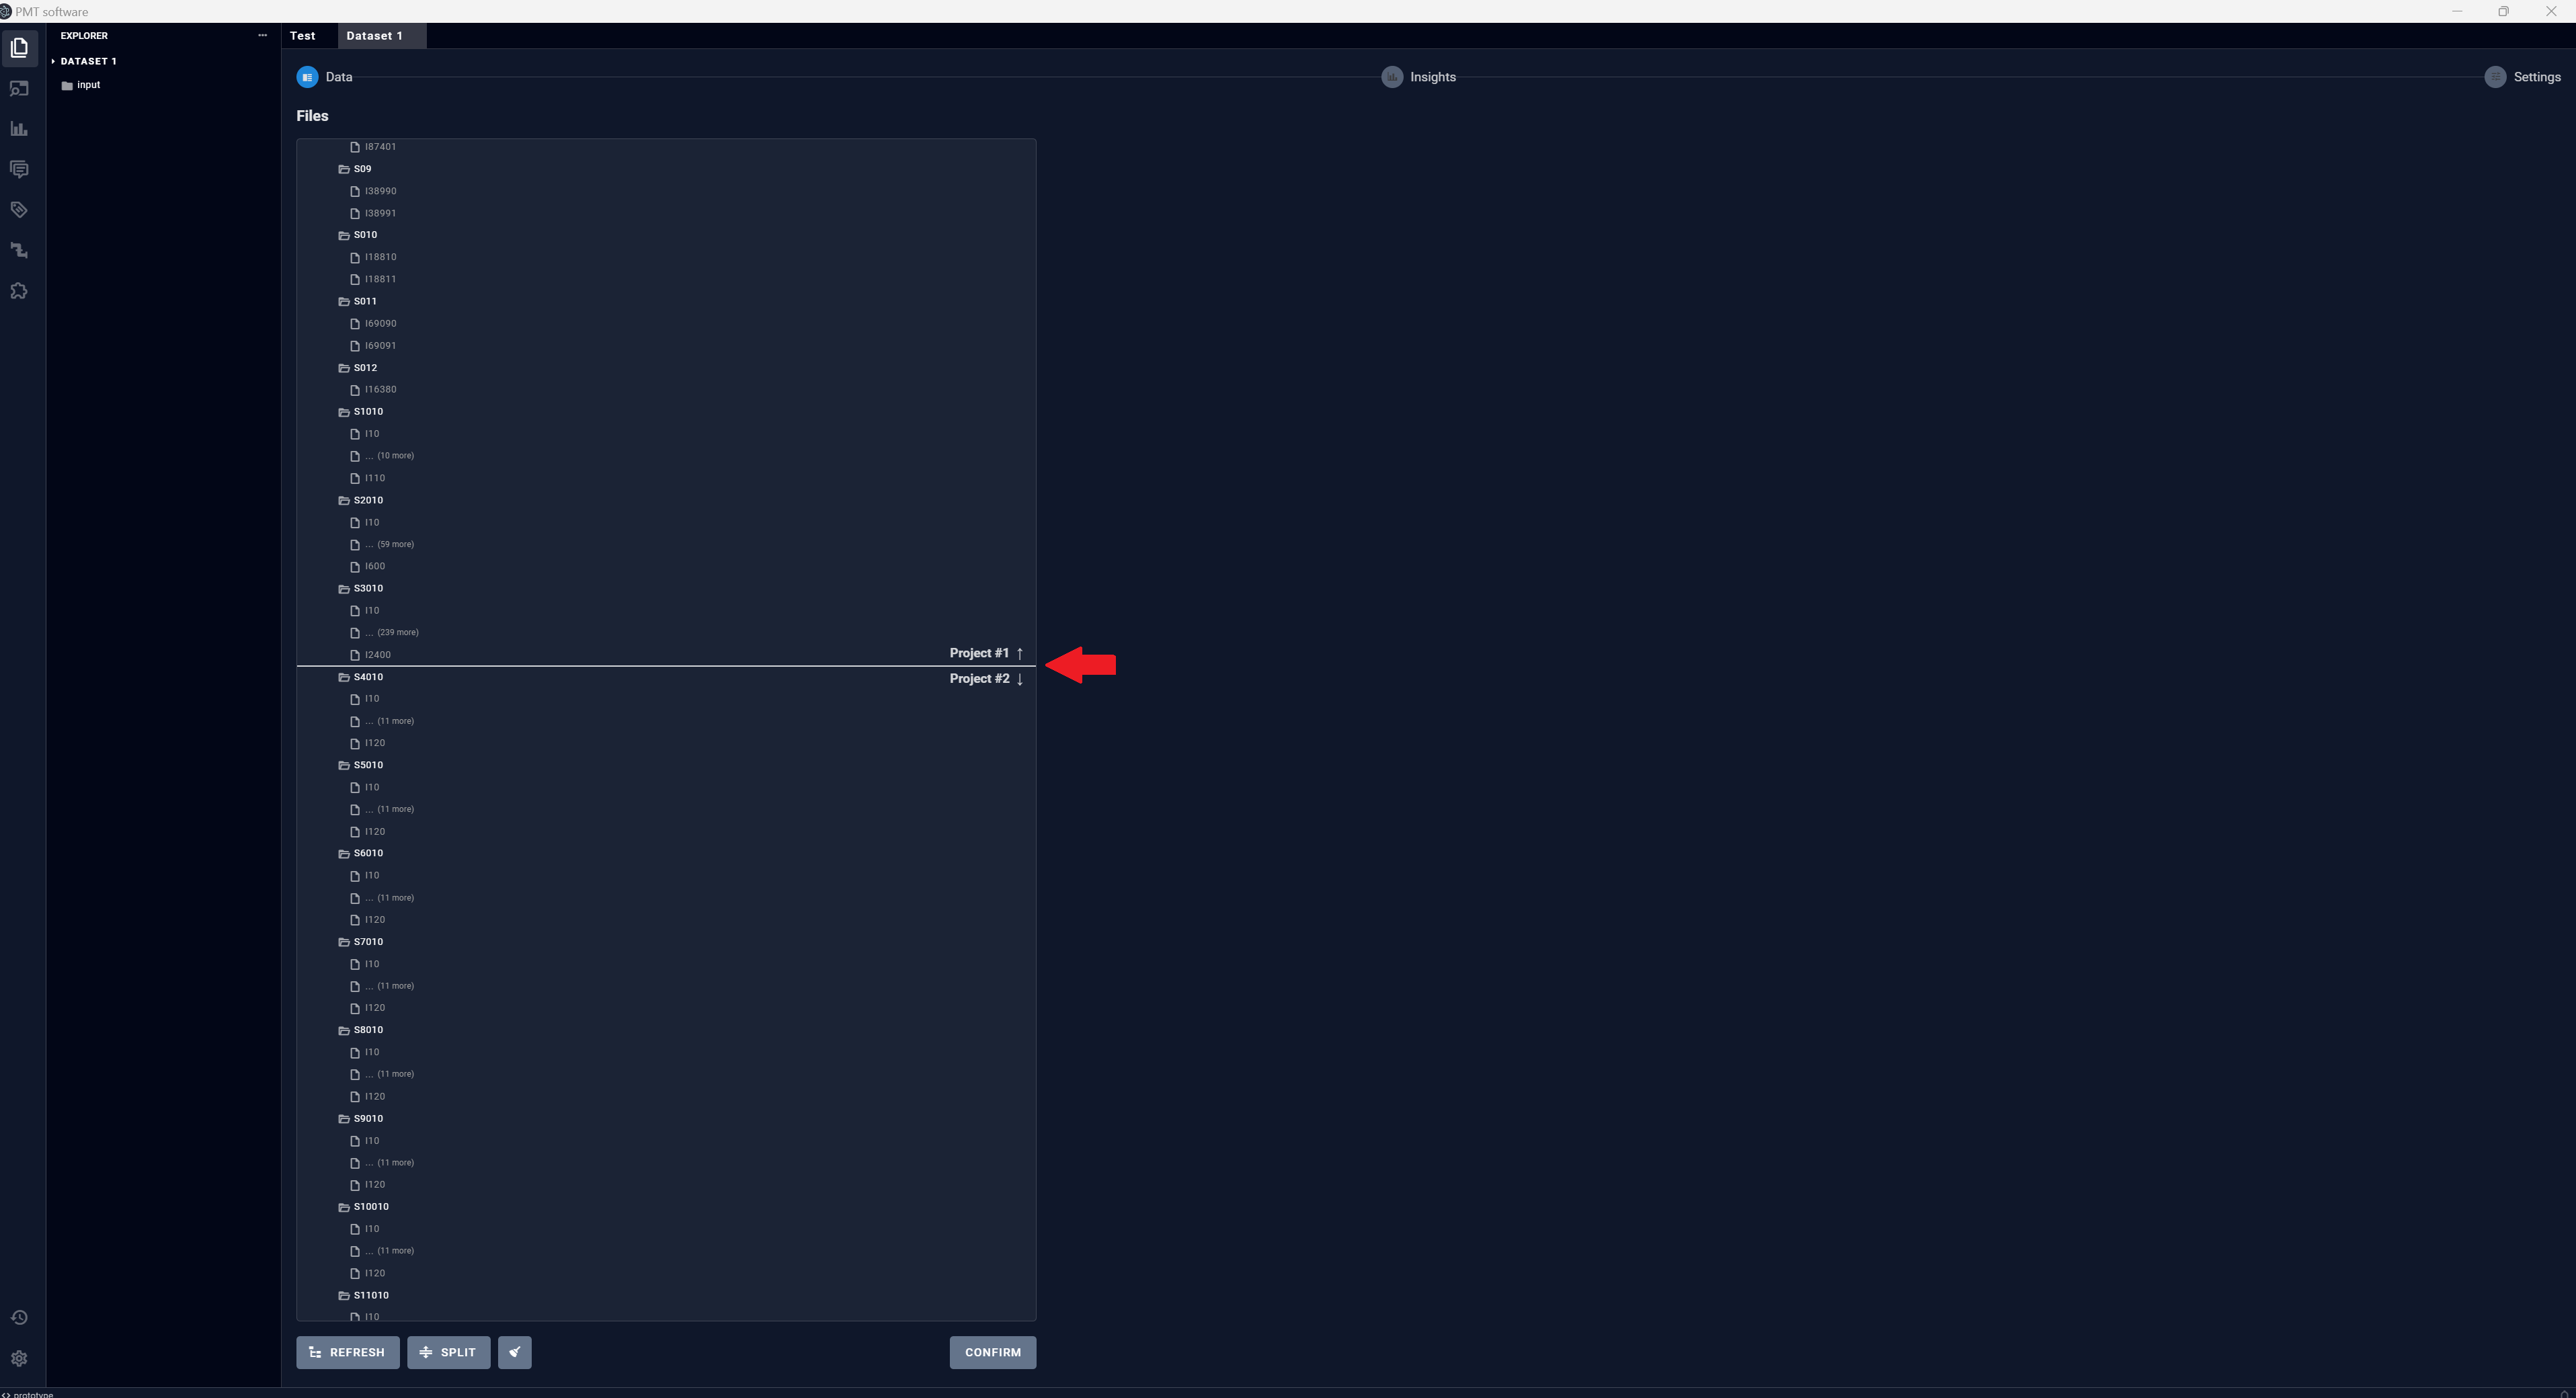 PMT software
EXPLORER
Test
Dataset 1
DATASET 1
input
Data
Insights
Settings
Files
I87401
S09
I38990
I38991
S010
I18810
I18811
S011
I69090
I69091
S012
I16380
S1010
I10
... (10 more)
I110
S2010
I10
... (59 more)
I600
S3010
I10
... (239 more)
I2400
Project #1 ↑
Project #2 ↓
S4010
I10
... (11 more)
I120
S5010
I10
... (11 more)
I120
S6010
I10
... (11 more)
I120
S7010
I10
... (11 more)
I120
S8010
I10
... (11 more)
I120
S9010
I10
... (11 more)
I120
S10010
I10
... (11 more)
I120
S11010
I10
REFRESH
SPLIT
CONFIRM
prototype